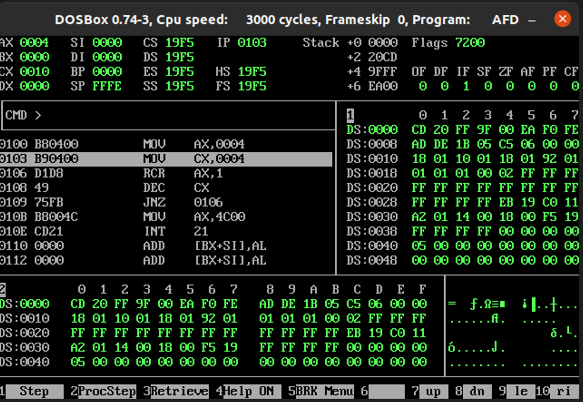 DOSBox 0.74-3, Cpu speed: 3000 cycles, Frameskip 0, Program: AFD
AX 0004 SI 0000 CS 19F5 IP 0103 Stack +0 0000 Flags 7200
BX 0000 DI 0000 DS 19F5 +2 20CD
CX 0010 BP 0000 ES 19F5 HS 19F5 +4 9FFF OF DF IF SF ZF AF PF CF
DX 0000 SP FFFE SS 19F5 FS 19F5 +6 EA00 0 0 1 0 0 0 0 0
CMD >
1 0 1 2 3 4 5 6 7
DS:0000 CD 20 FF 9F 00 EA F0 FE
DS:0008 AD DE 1B 05 C5 06 00 00
0100 B80400 MOV AX,0004 DS:0010 18 01 10 01 18 01 92 01
0103 B90400 MOV CX,0004 DS:0018 01 01 01 00 02 FF FF FF
0106 D1D8 RCR AX,1 DS:0020 FF FF FF FF FF FF FF FF
0108 49 DEC CX DS:0028 FF FF FF FF EB 19 C0 11
0109 75FB JNZ 0106 DS:0030 A2 01 14 00 18 00 F5 19
010B B8004C MOV AX,4C00 DS:0038 FF FF FF FF 00 00 00 00
010E CD21 INT 21 DS:0040 05 00 00 00 00 00 00 00
0110 0000 ADD [BX+SI],AL DS:0048 00 00 00 00 00 00 00 00
0112 0000 ADD [BX+SI],AL
2 0 1 2 3 4 5 6 7 8 9 A B C D E F
DS:0000 CD 20 FF 9F 00 EA F0 FE AD DE 1B 05 C5 06 00 00
DS:0010 18 01 10 01 18 01 92 01 01 01 01 00 02 FF FF FF
DS:0020 FF FF FF FF FF FF FF FF FF FF FF FF EB 19 C0 11
DS:0030 A2 01 14 00 18 00 F5 19 FF FF FF FF 00 00 00 00
DS:0040 05 00 00 00 00 00 00 00 00 00 00 00 00 00 00 00
1 Step 2ProcStep 3Retrieve 4Help ON 5BRK Menu 6 7 up 8 dn 9 le 10 ri